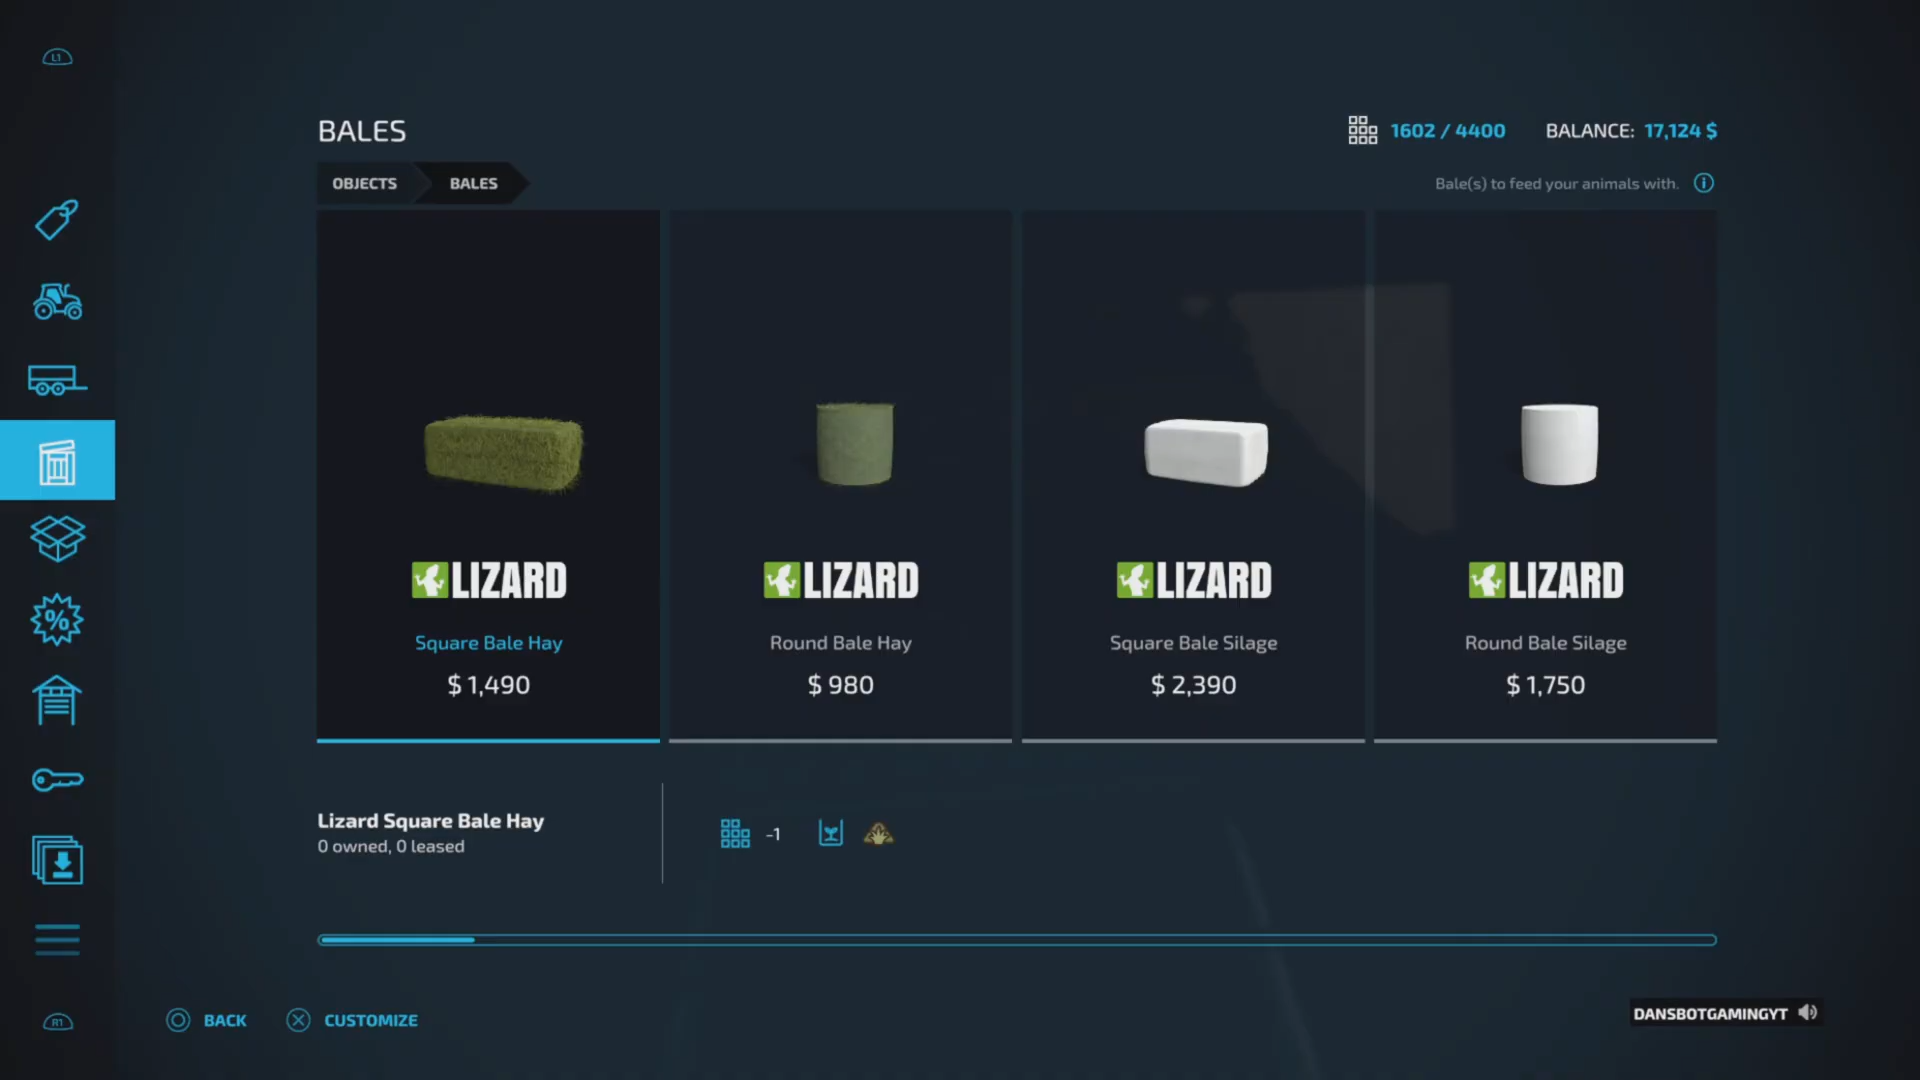 L1
BALES
1602 / 4400
BALANCE: 17,124 $
OBJECTS
BALES
Bale(s) to feed your animals with.
LIZARD
Square Bale Hay
$ 1,490
LIZARD
Round Bale Hay
$ 980
LIZARD
Square Bale Silage
$ 2,390
LIZARD
Round Bale Silage
$ 1,750
Lizard Square Bale Hay
0 owned, 0 leased
-1
R1
BACK
CUSTOMIZE
DANSBOTGAMINGYT